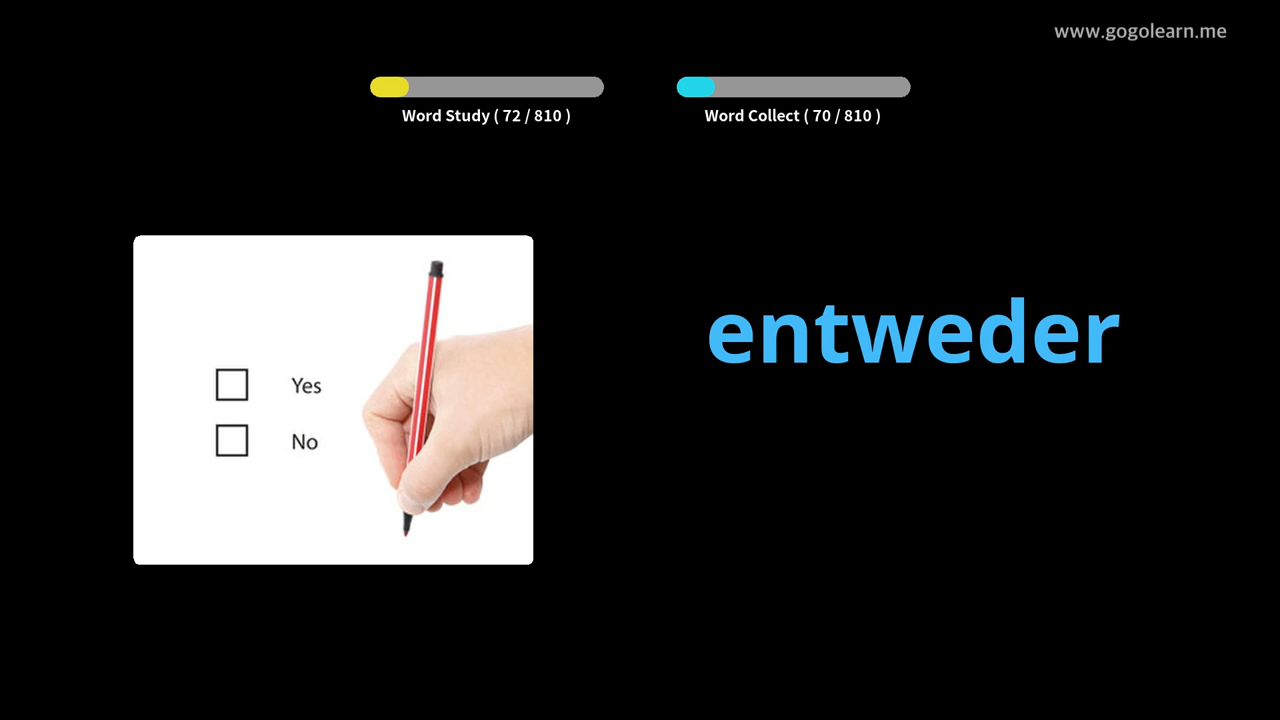 www.gogolearn.me
Word Study ( 72 / 810 )
Word Collect ( 70 / 810 )
entweder
Yes
No